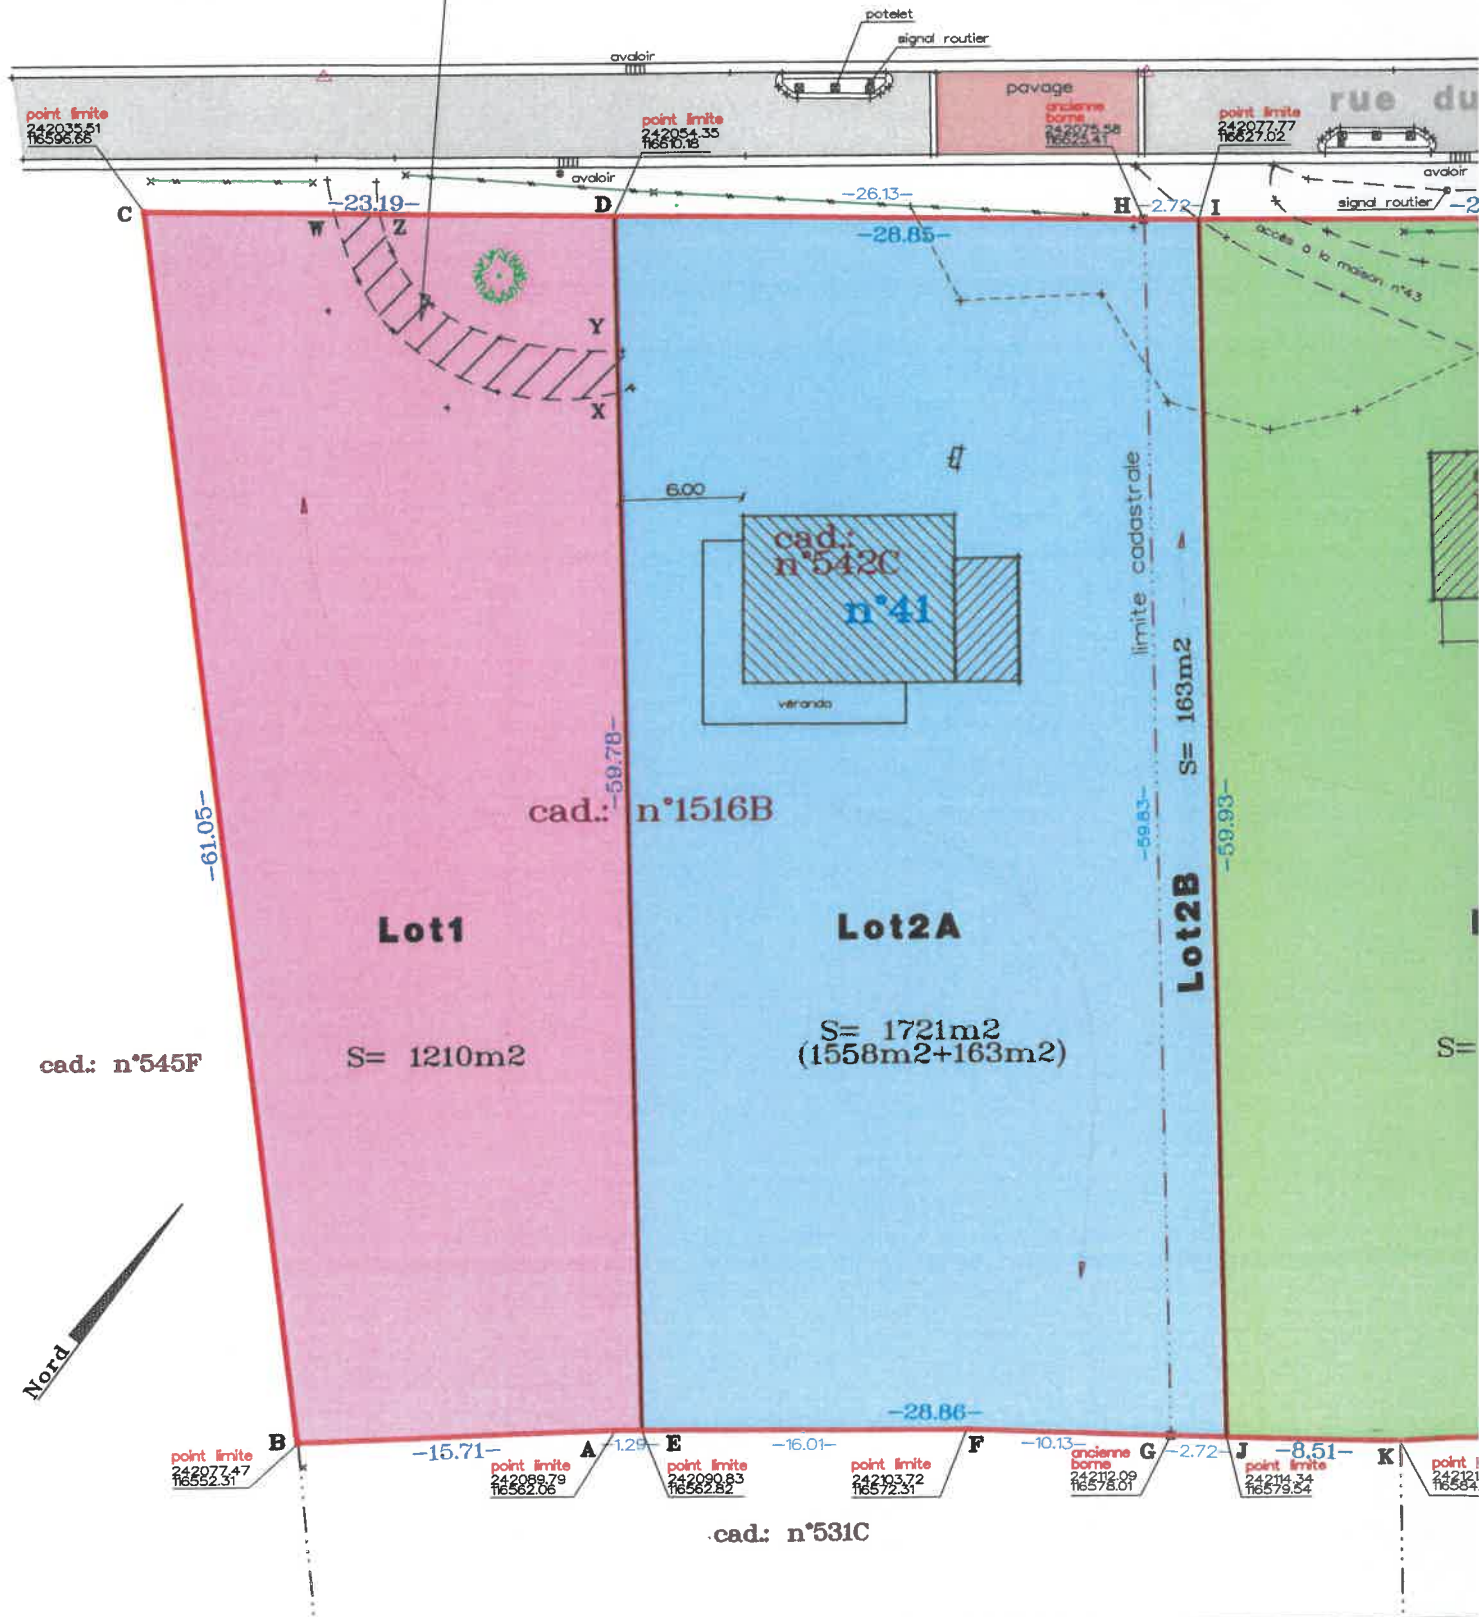 potelet
signal routier
avaloir
pavage
rue du
point limite
242035.51
116596.66
point limite
242054.35
116610.18
ancienne
borne
242075.58
116625.41
point limite
242077.77
116627.02
avaloir
avaloir
signal routier
C
-23.19-
D
-26.13-
H
-2.72-
I
-2
W
Z
-28.85-
accès à la maison n°43
Y
X
6.00
limite cadastrale
cad.:
n°542C
n°41
véranda
S= 163m2
-59.78-
-61.05-
-59.83-
-59.93-
cad.: n°1516B
Lot1
Lot2A
Lot2B
S= 1210m2
S= 1721m2
(1558m2+163m2)
S=
cad.: n°545F
Nord
-28.86-
B
-15.71-
A
-1.29-
E
-16.01-
F
-10.13-
G
-2.72-
J
-8.51-
K
point limite
242077.47
116552.31
point limite
242089.79
116562.06
point limite
242090.83
116562.82
point limite
242103.72
116572.31
ancienne
borne
242112.09
116578.01
point limite
242114.34
116579.54
point
242121
116584.
cad.: n°531C